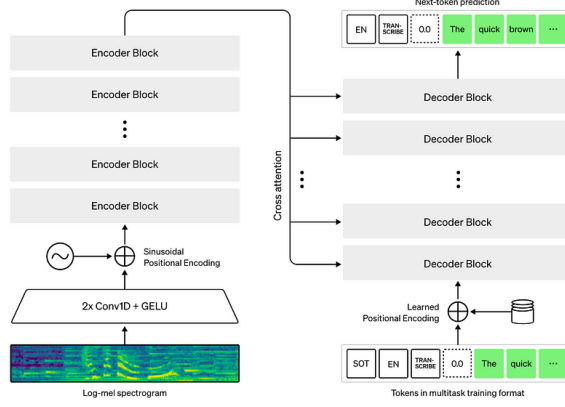 Next-token prediction
EN TRAN-SCRIBE 0.0 The quick brown ...
Encoder Block
Encoder Block
Encoder Block
Encoder Block
Sinusoidal
Positional Encoding
2x Conv1D + GELU
Log-mel spectrogram
Cross attention
Decoder Block
Decoder Block
Decoder Block
Decoder Block
Learned
Positional Encoding
SOT EN TRAN-SCRIBE 0.0 The quick ...
Tokens in multitask training format